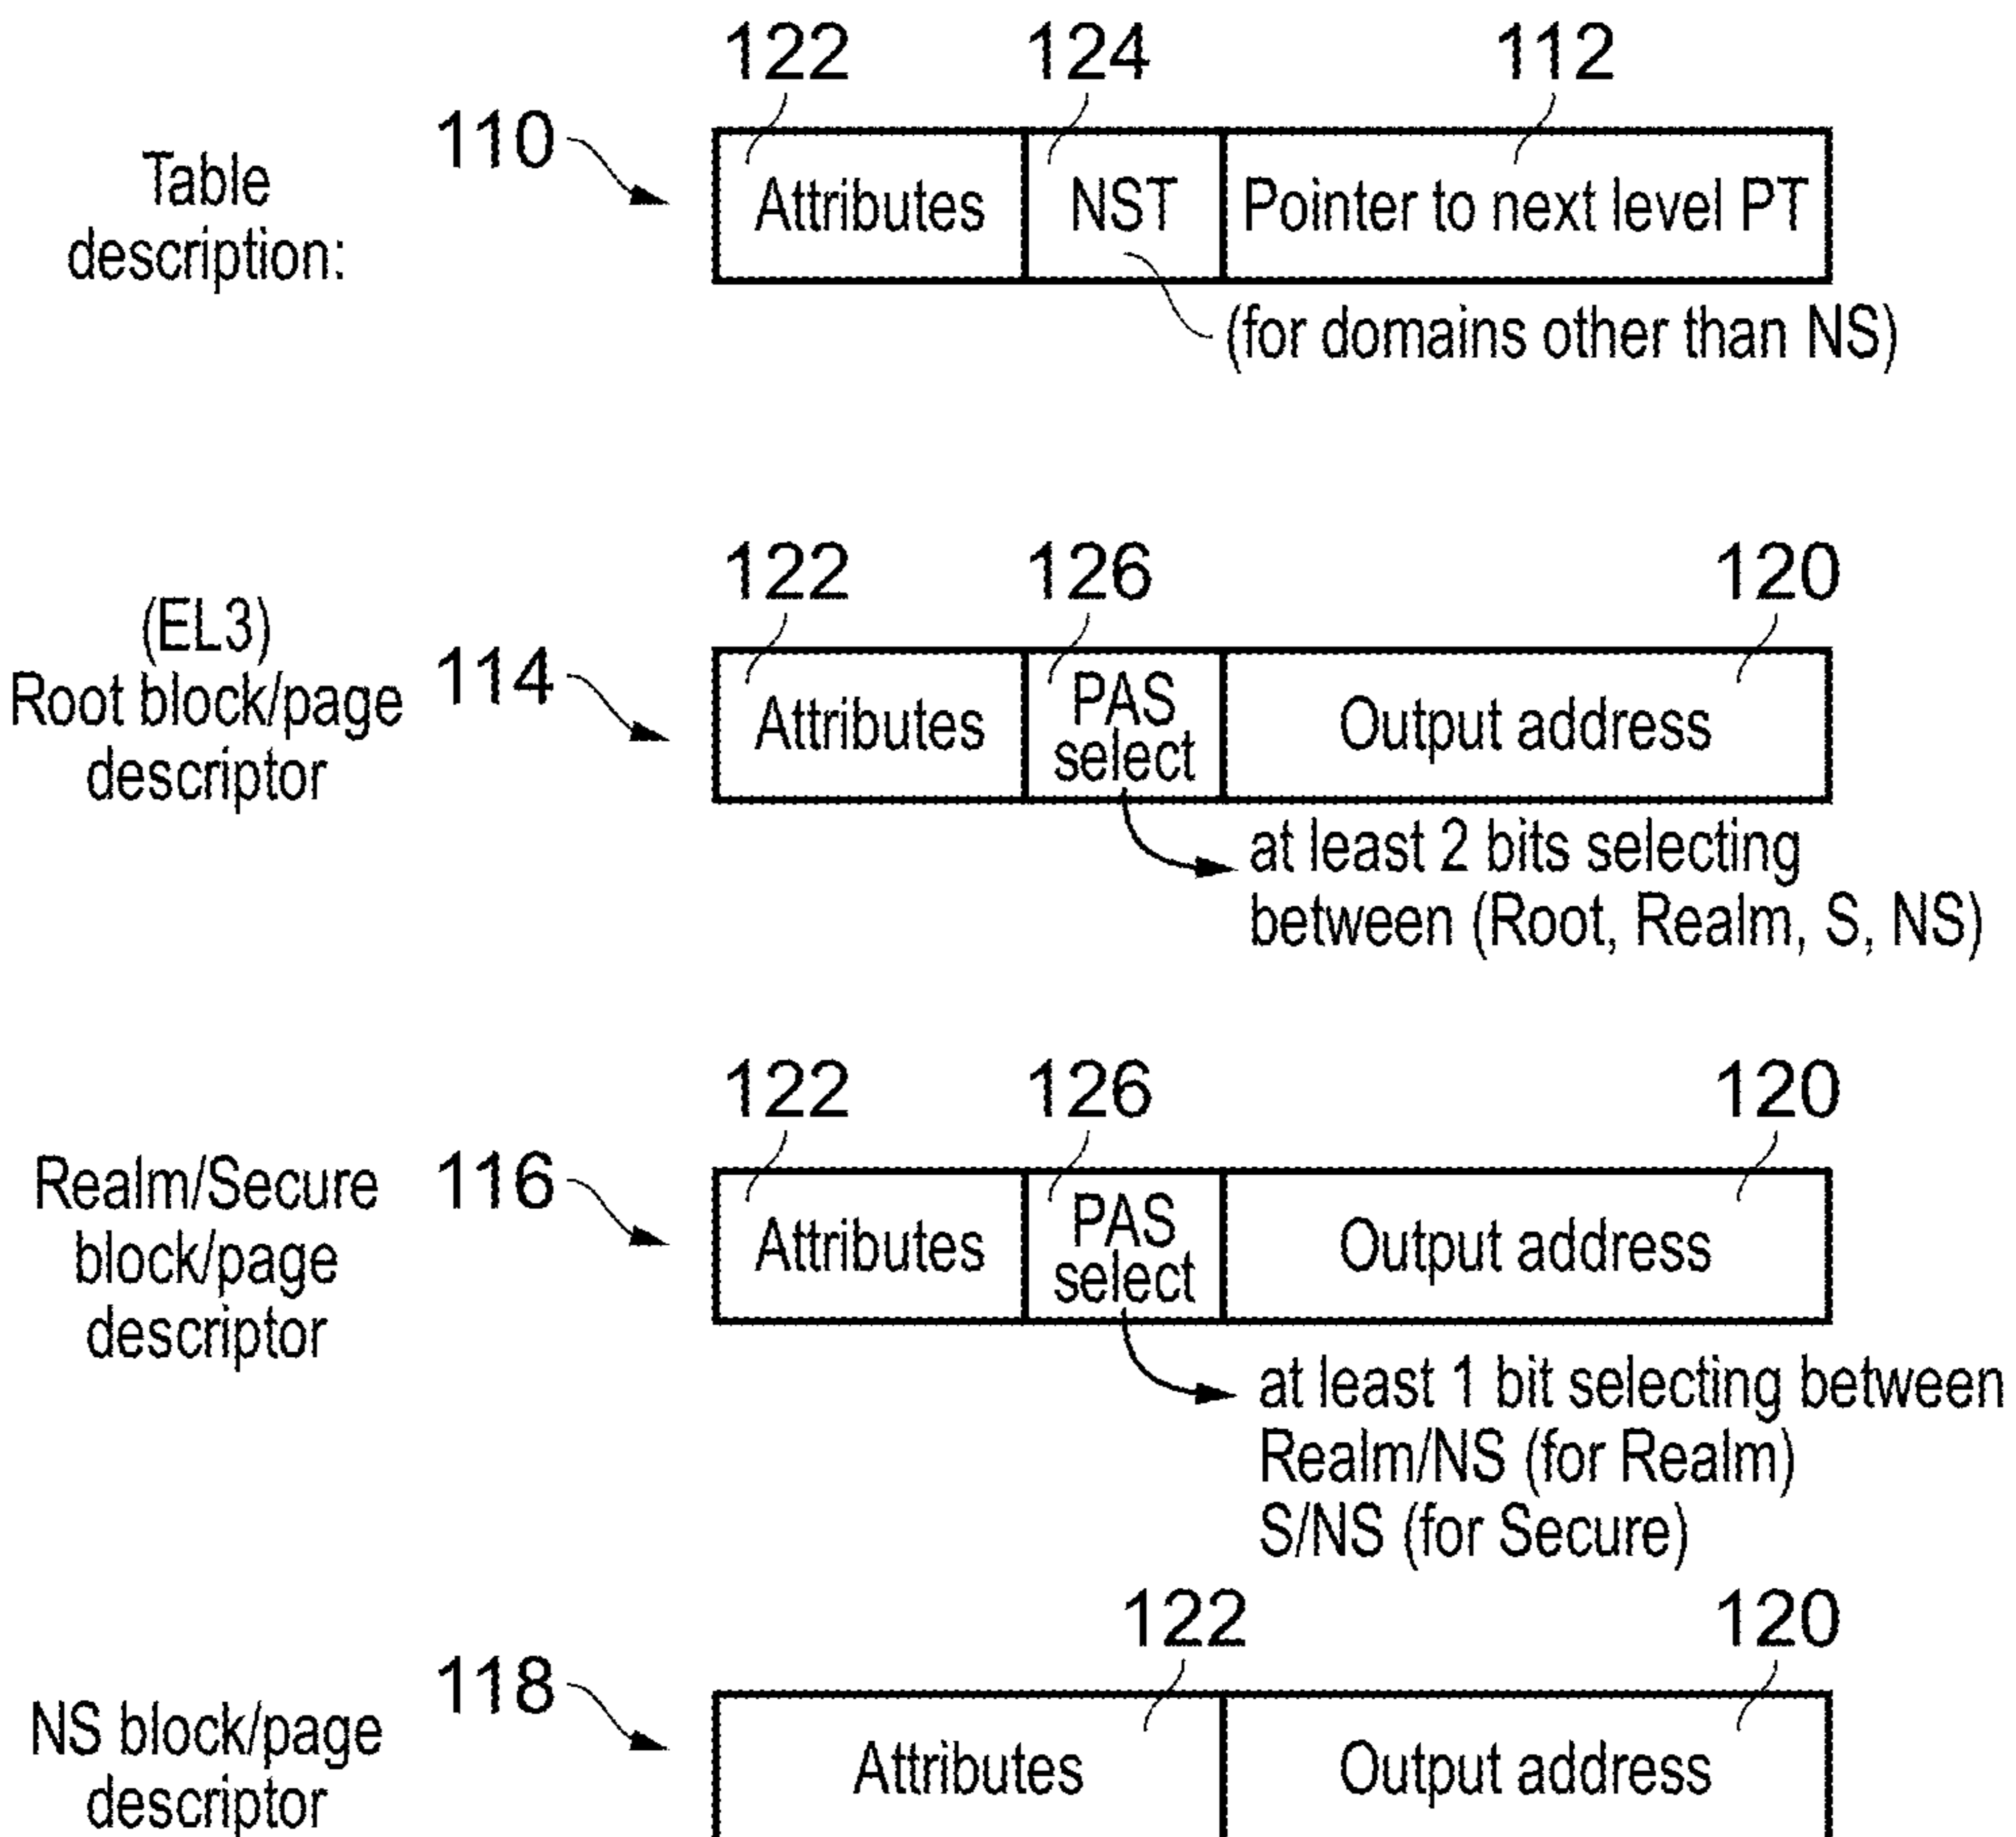 122 124 112
Table
description:
110
Attributes NST Pointer to next level PT
(for domains other than NS)
122 126 120
(EL3)
Root block/page
descriptor
114
Attributes PAS
select Output address
at least 2 bits selecting
between (Root, Realm, S, NS)
122 126 120
Realm/Secure
block/page
descriptor
116
Attributes PAS
select Output address
at least 1 bit selecting between
Realm/NS (for Realm)
S/NS (for Secure)
122 120
NS block/page
descriptor
118
Attributes Output address